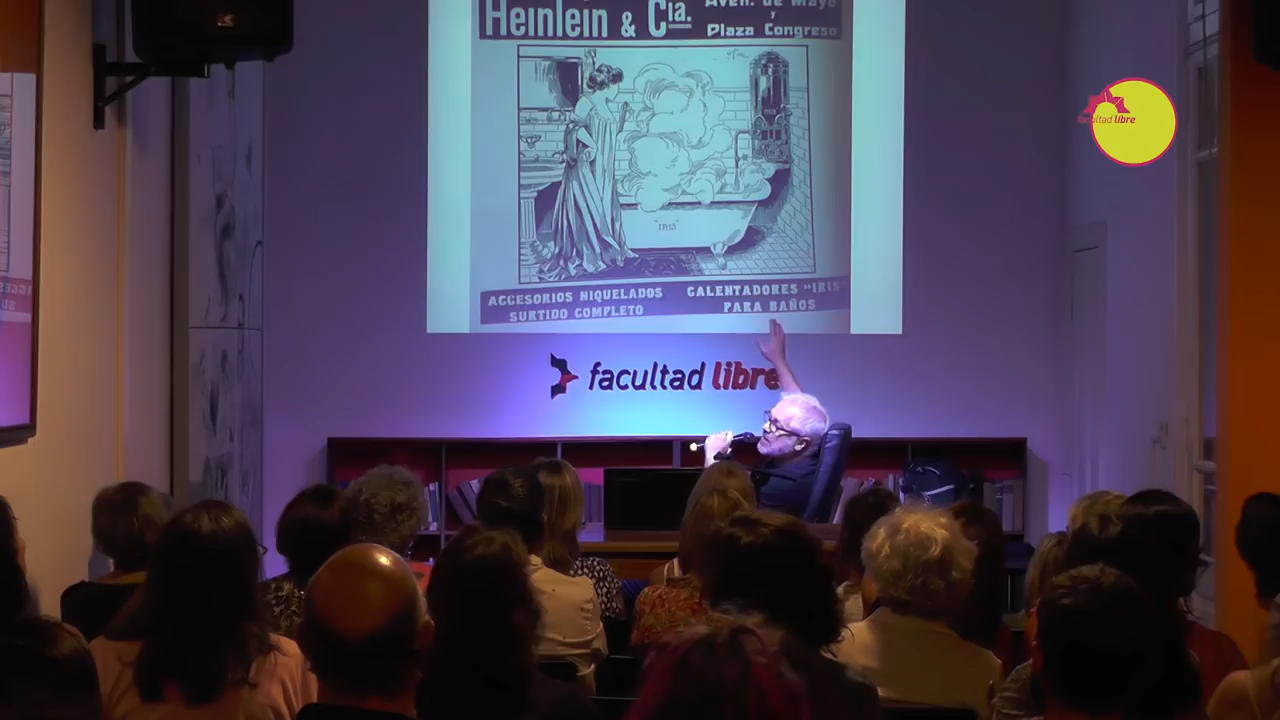 Heinlein & Cia.
Aven. de Mayo
y
Plaza Congreso
IRIS
ACCESORIOS NIQUELADOS
SURTIDO COMPLETO
CALENTADORES "IRIS"
PARA BAÑOS
facultad libre
facultad libre